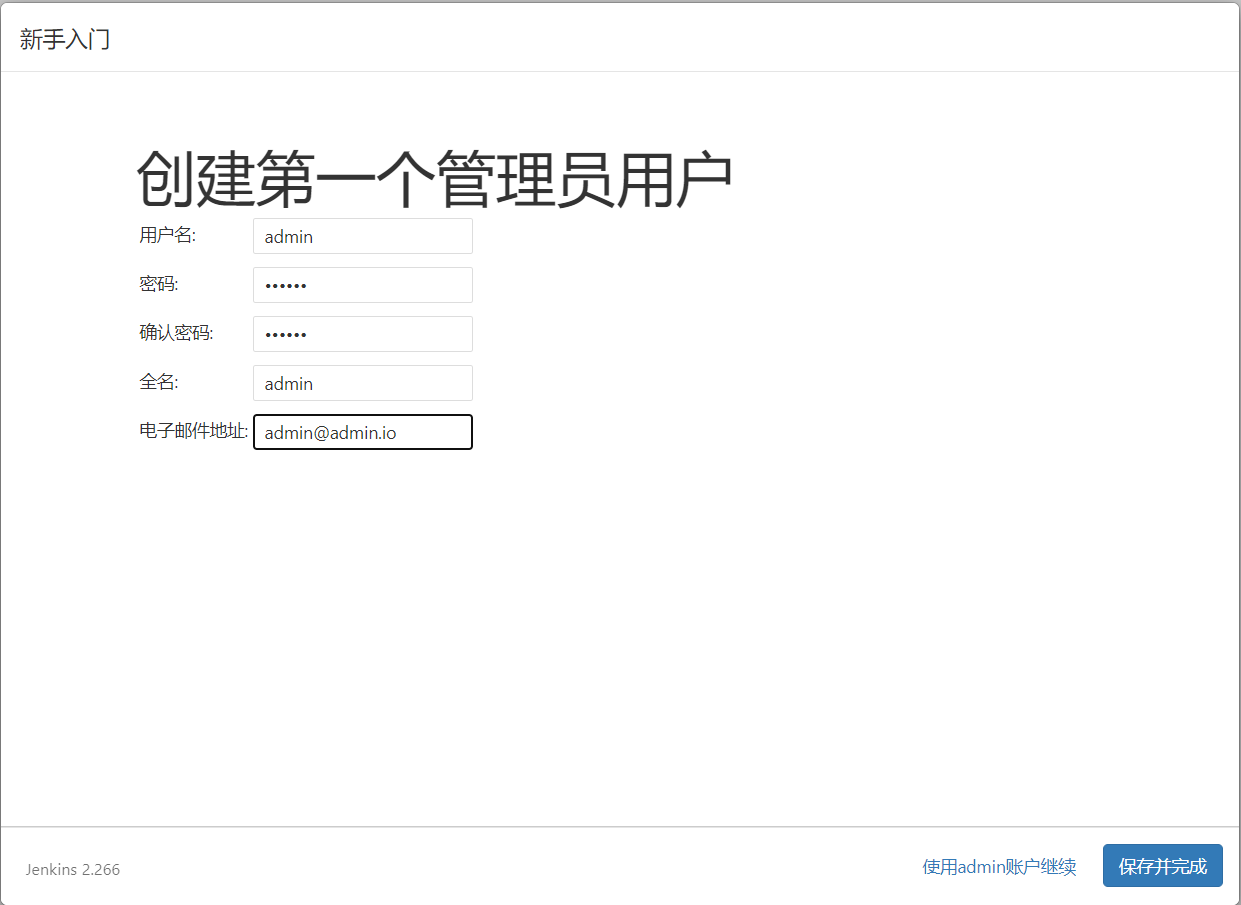 新手入门
创建第一个管理员用户
用户名: admin
密码: ••••••
确认密码: ••••••
全名: admin
电子邮件地址: admin@admin.io
Jenkins 2.266 使用admin账户继续 保存并完成